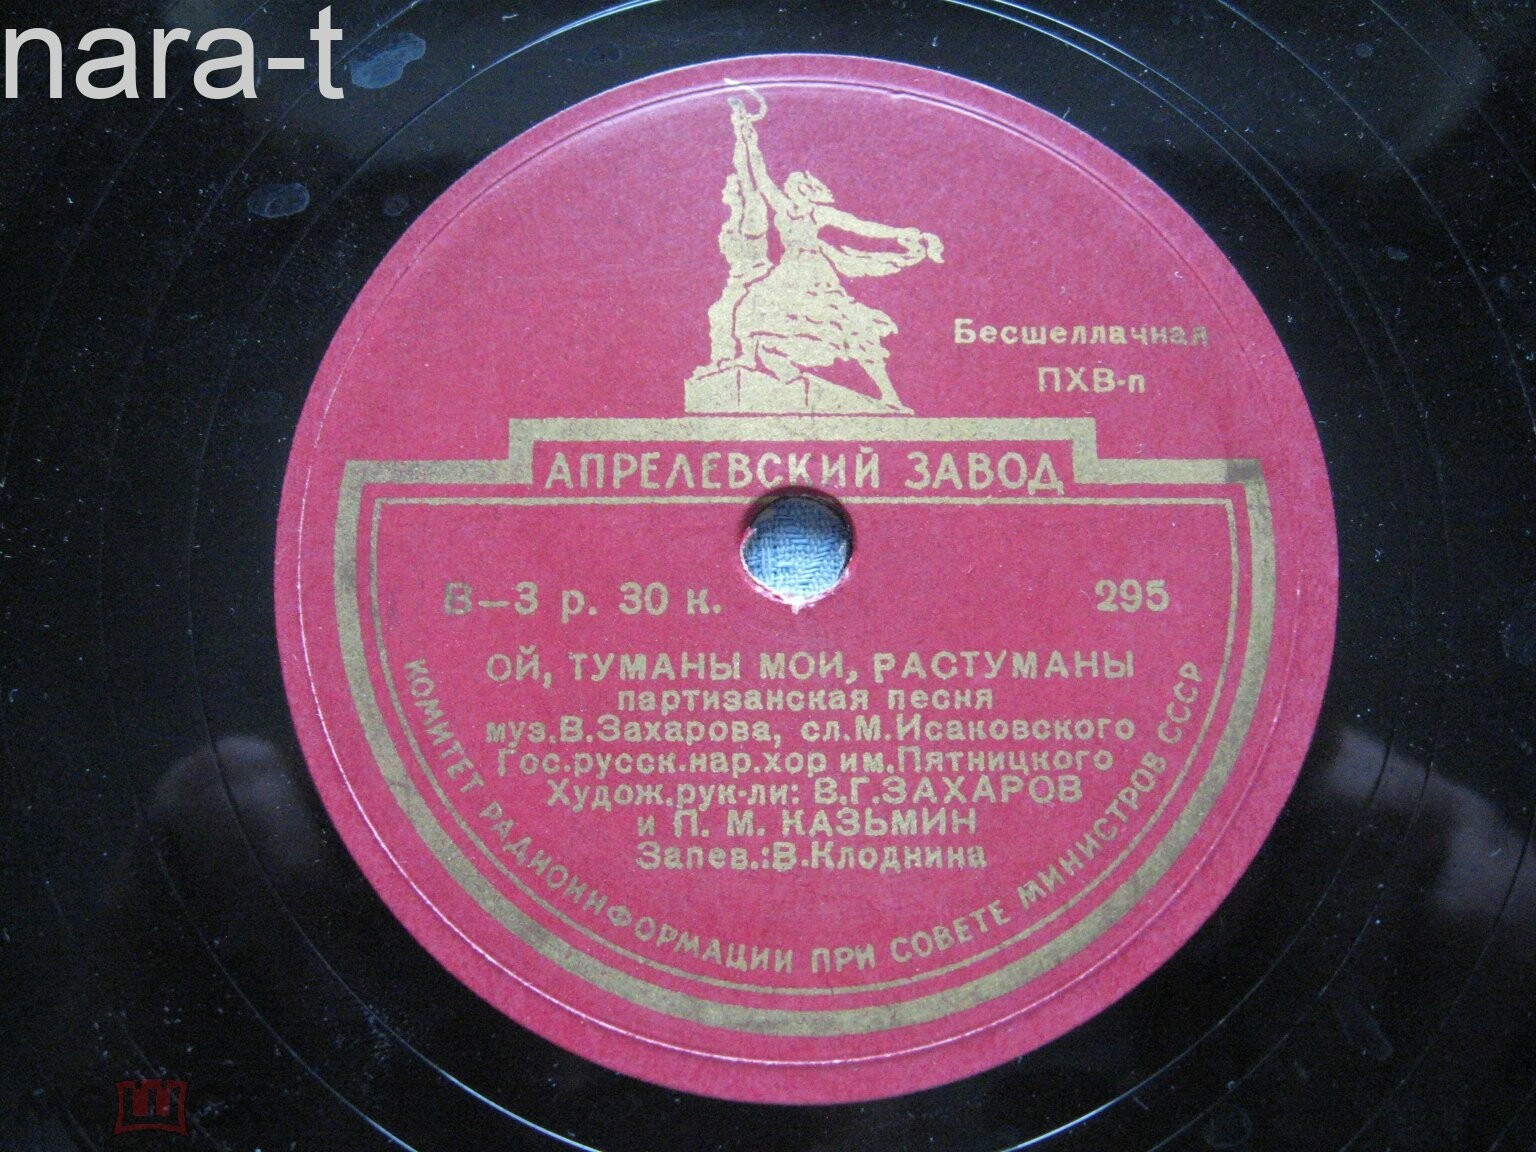 nara-t
Бесшеллачная
ПХВ-п
АПРЕЛЕВСКИЙ ЗАВОД
В–3 р. 30 к.
295
ОЙ, ТУМАНЫ МОИ, РАСТУМАНЫ
партизанская песня
муз.В.Захарова, сл.М.Исаковского
Гос.русск.нар.хор им.Пятницкого
Худож.рук-ли: В.Г.ЗАХАРОВ
и П. М. КАЗЬМИН
Запев.:В.Клоднина
КОМИТЕТ РАДИОИНФОРМАЦИИ ПРИ СОВЕТЕ МИНИСТРОВ СССР